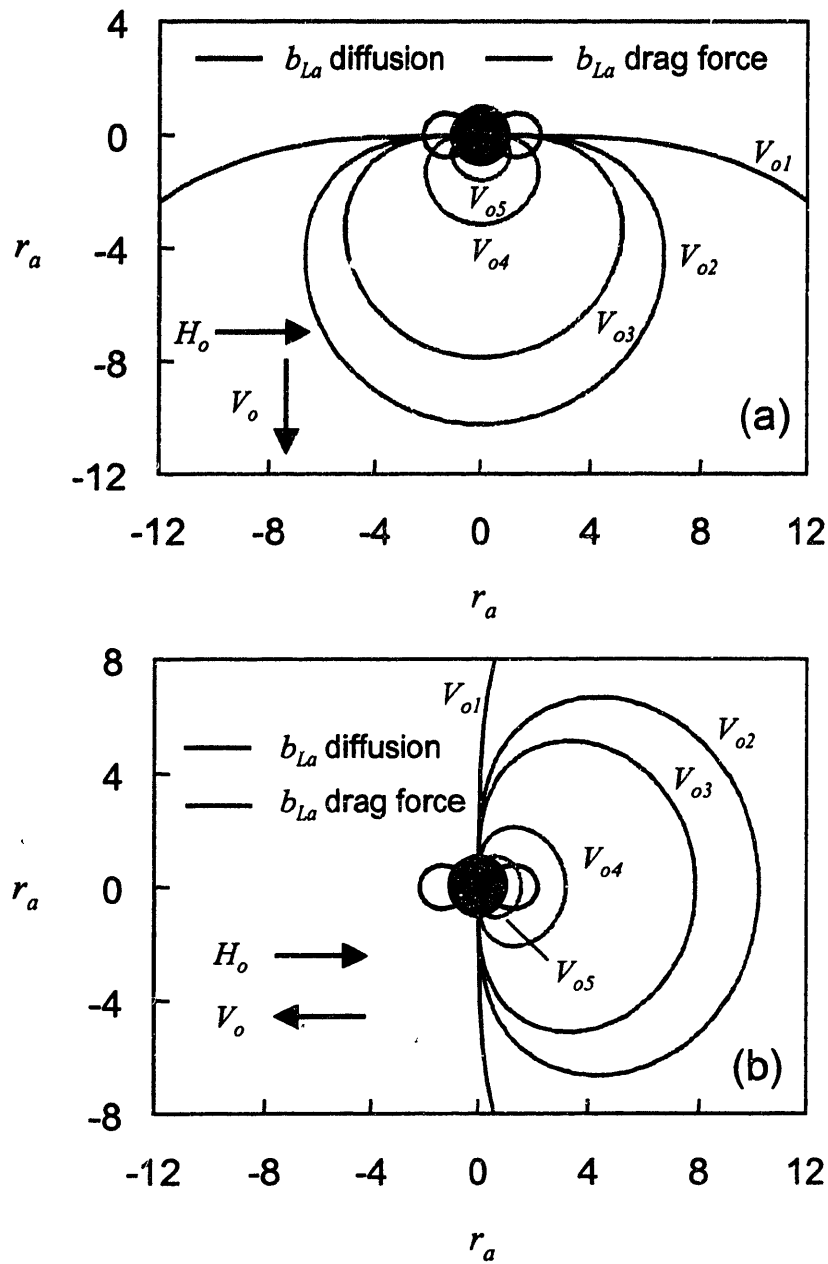 4
b_La diffusion b_La drag force
0
V_o1
V_o5
r_a -4 V_o4 V_o2
H_o V_o3
-8
V_o (a)
-12
-12 -8 -4 0 4 8 12
r_a
8
V_o1 V_o2
b_La diffusion
4 V_o3
b_La drag force
V_o4
r_a 0
H_o V_o5
-4 V_o
(b)
-8
-12 -8 -4 0 4 8 12
r_a